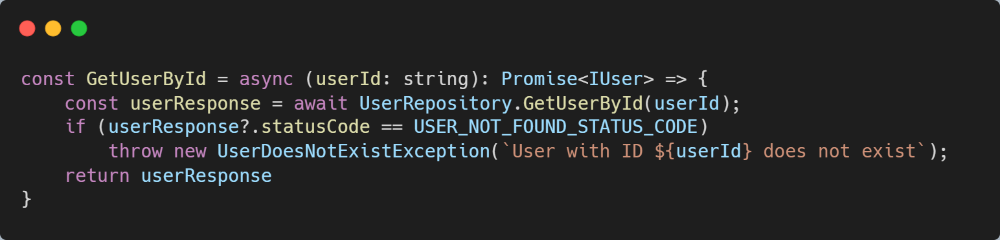 const GetUserById = async (userId: string): Promise<IUser> => {
    const userResponse = await UserRepository.GetUserById(userId);
    if (userResponse?.statusCode == USER_NOT_FOUND_STATUS_CODE)
        throw new UserDoesNotExistException(`User with ID ${userId} does not exist`);
    return userResponse
}